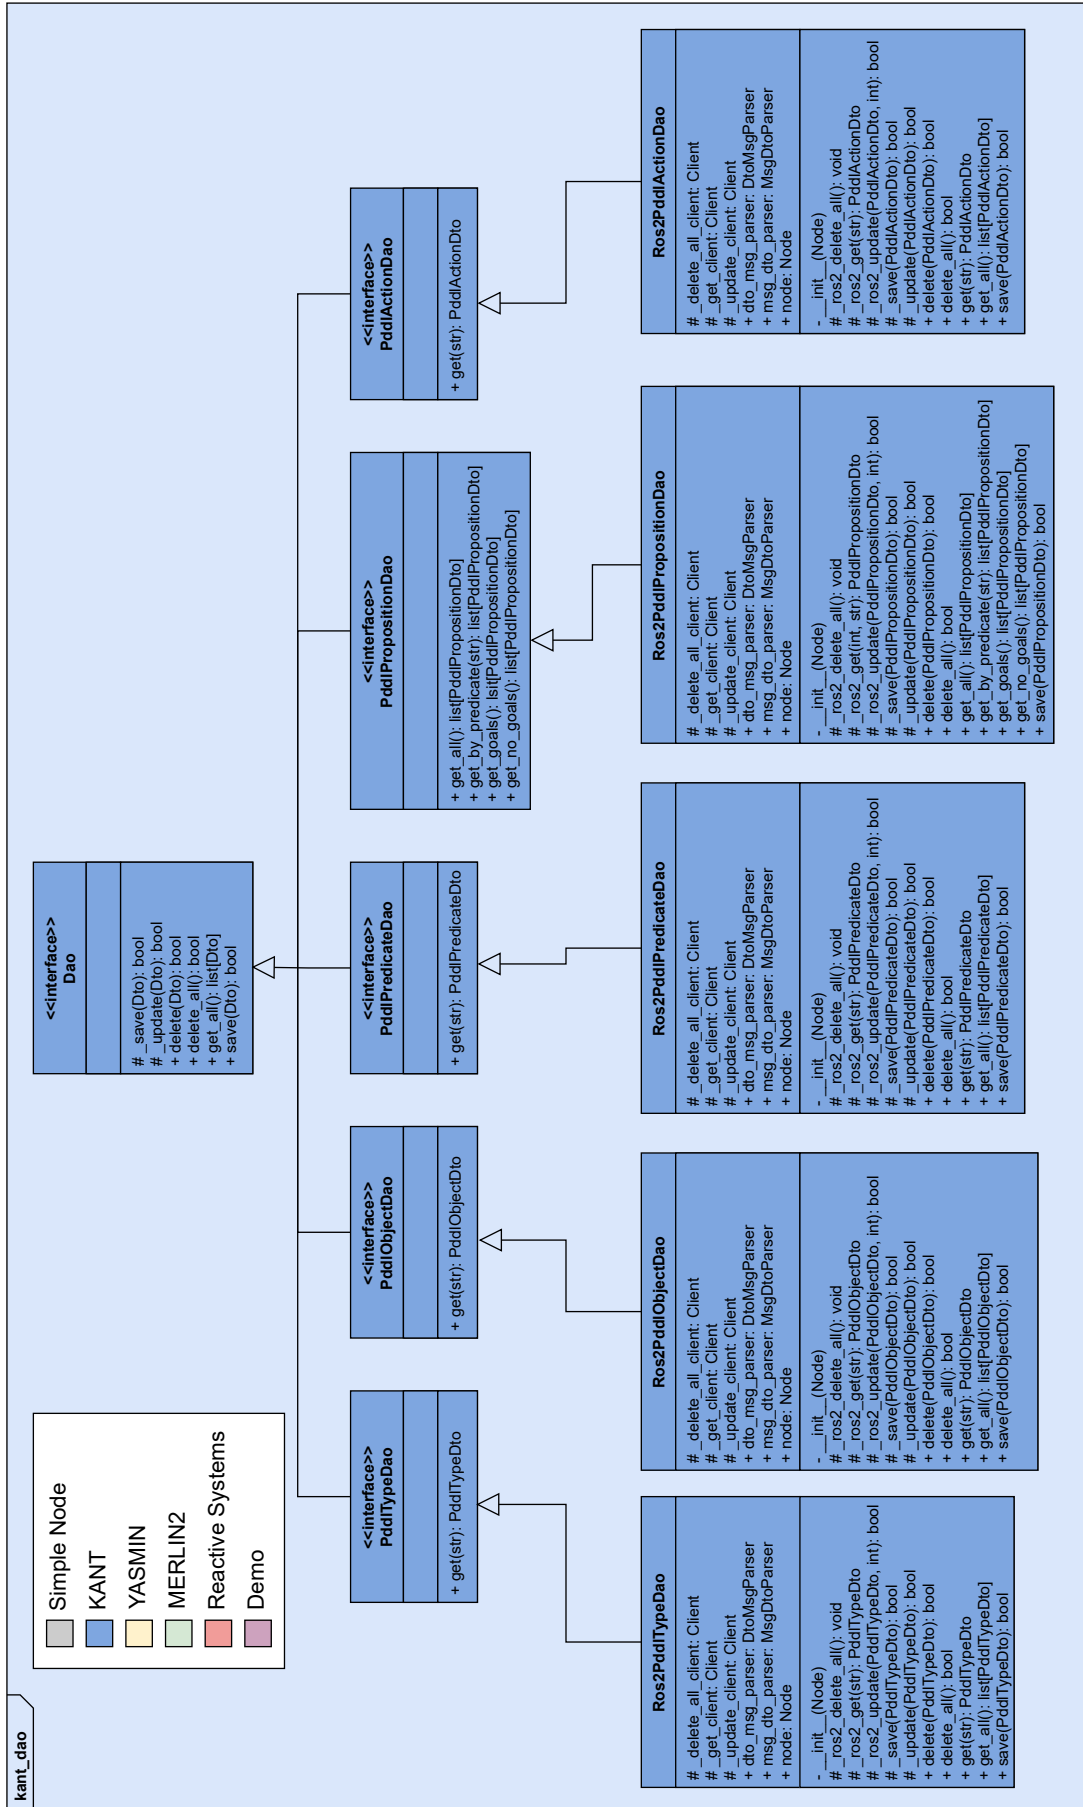 kant_dao
Simple Node
KANT
YASMIN
MERLIN2
Reactive Systems
Demo
<<interface>>
Dao
# _save(Dto): bool
# _update(Dto): bool
+ delete(Dto): bool
+ delete_all(): bool
+ get_all(): list[Dto]
+ save(Dto): bool
<<interface>>
PddlTypeDao
+ get(str): PddlTypeDto
<<interface>>
PddlObjectDao
+ get(str): PddlObjectDto
<<interface>>
PddlPredicateDao
+ get(str): PddlPredicateDto
<<interface>>
PddlPropositionDao
+ get_all(): list[PddlPropositionDto]
+ get_by_predicate(str): list[PddlPropositionDto]
+ get_goals(): lsit[PddlPropositionDto]
+ get_no_goals(): list[PddlPropositionDto]
<<interface>>
PddlActionDao
+ get(str): PddlActionDto
Ros2PddlTypeDao
# _delete_all_client: Client
# _get_client: Client
# _update_client: Client
+ dto_msg_parser: DtoMsgParser
+ msg_dto_parser: MsgDtoParser
+ node: Node
- __init__(Node)
# _ros2_delete_all(): void
# _ros2_get(str): PddlTypeDto
# _ros2_update(PddlTypeDto, int): bool
# _save(PddlTypeDto): bool
# _update(PddlTypeDto): bool
+ delete(PddlTypeDto): bool
+ delete_all(): bool
+ get(str): PddlTypeDto
+ get_all(): list[PddlTypeDto]
+ save(PddlTypeDto): bool
Ros2PddlObjectDao
# _delete_all_client: Client
# _get_client: Client
# _update_client: Client
+ dto_msg_parser: DtoMsgParser
+ msg_dto_parser: MsgDtoParser
+ node: Node
- __init__(Node)
# _ros2_delete_all(): void
# _ros2_get(str): PddlObjectDto
# _ros2_update(PddlObjectDto, int): bool
# _save(PddlObjectDto): bool
# _update(PddlObjectDto): bool
+ delete(PddlObjectDto): bool
+ delete_all(): bool
+ get(str): PddlObjectDto
+ get_all(): list[PddlObjectDto]
+ save(PddlObjectDto): bool
Ros2PddlPredicateDao
# _delete_all_client: Client
# _get_client: Client
# _update_client: Client
+ dto_msg_parser: DtoMsgParser
+ msg_dto_parser: MsgDtoParser
+ node: Node
- __init__(Node)
# _ros2_delete_all(): void
# _ros2_get(str): PddlPredicateDto
# _ros2_update(PddlPredicateDto, int): bool
# _save(PddlPredicateDto): bool
# _update(PddlPredicateDto): bool
+ delete(PddlPredicateDto): bool
+ delete_all(): bool
+ get(str): PddlPredicateDto
+ get_all(): list[PddlPredicateDto]
+ save(PddlPredicateDto): bool
Ros2PddlPropositionDao
# _delete_all_client: Client
# _get_client: Client
# _update_client: Client
+ dto_msg_parser: DtoMsgParser
+ msg_dto_parser: MsgDtoParser
+ node: Node
- __init__(Node)
# _ros2_delete_all(): void
# _ros2_get(int, str): PddlPropositionDto
# _ros2_update(PddlPropositionDto, int): bool
# _save(PddlPropositionDto): bool
# _update(PddlPropositionDto): bool
+ delete(PddlPropositionDto): bool
+ delete_all(): bool
+ get_all(): list[PddlPropositionDto]
+ get_by_predicate(str): list[PddlPropositionDto]
+ get_goals(): list[PddlPropositionDto]
+ get_no_goals(): list[PddlPropositionDto]
+ save(PddlPropositionDto): bool
Ros2PddlActionDao
# _delete_all_client: Client
# _get_client: Client
# _update_client: Client
+ dto_msg_parser: DtoMsgParser
+ msg_dto_parser: MsgDtoParser
+ node: Node
- __init__(Node)
# _ros2_delete_all(): void
# _ros2_get(str): PddlActionDto
# _ros2_update(PddlActionDto, int): bool
# _save(PddlActionDto): bool
# _update(PddlActionDto): bool
+ delete(PddlActionDto): bool
+ delete_all(): bool
+ get(str): PddlActionDto
+ get_all(): list[PddlActionDto]
+ save(PddlActionDto): bool